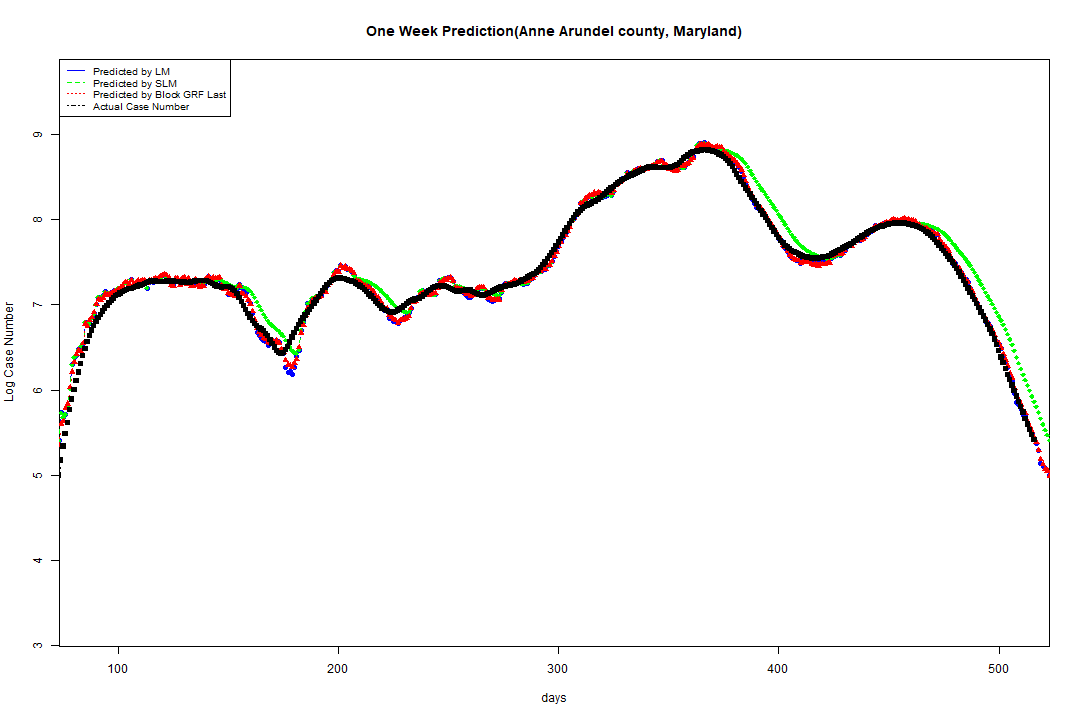 One Week Prediction(Anne Arundel county, Maryland)
Predicted by LM
Predicted by SLM
Predicted by Block GRF Last
Actual Case Number
Log Case Number
9
8
7
6
5
4
3
100 200 300 400 500
days